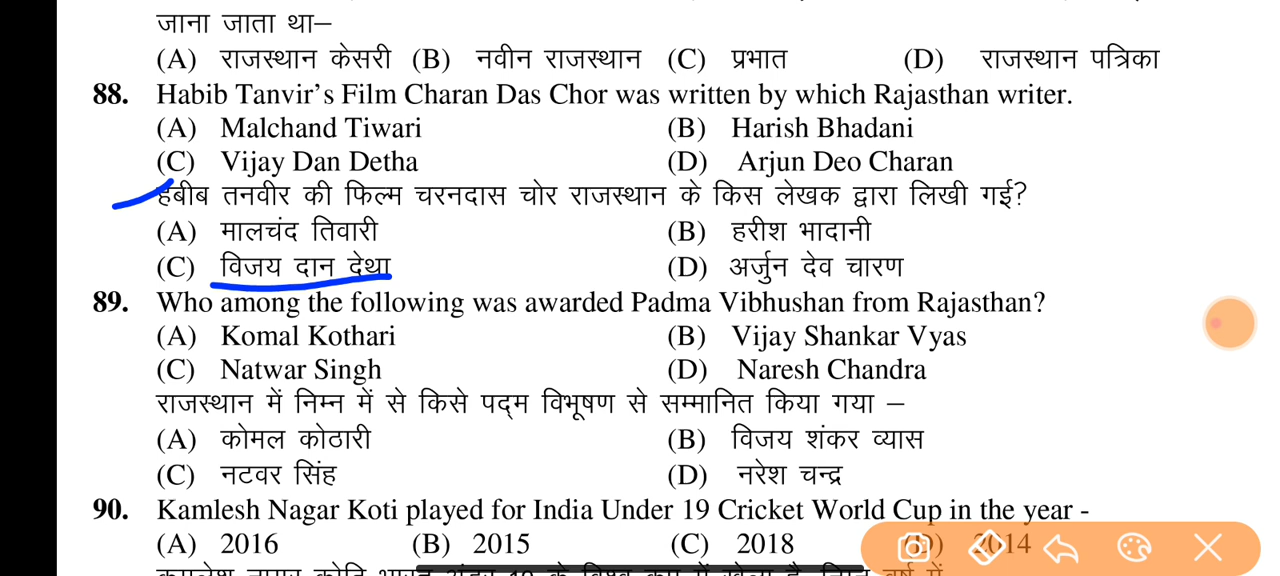 जाना जाता था–
(A) राजस्थान केसरी (B) नवीन राजस्थान (C) प्रभात (D) राजस्थान पत्रिका
88. Habib Tanvir's Film Charan Das Chor was written by which Rajasthan writer.
(A) Malchand Tiwari (B) Harish Bhadani
(C) Vijay Dan Detha (D) Arjun Deo Charan
हबीब तनवीर की फिल्म चरनदास चोर राजस्थान के किस लेखक द्वारा लिखी गई?
(A) मालचंद तिवारी (B) हरीश भादानी
(C) विजय दान देथा (D) अर्जुन देव चारण
89. Who among the following was awarded Padma Vibhushan from Rajasthan?
(A) Komal Kothari (B) Vijay Shankar Vyas
(C) Natwar Singh (D) Naresh Chandra
राजस्थान में निम्न में से किसे पद्म विभूषण से सम्मानित किया गया –
(A) कोमल कोठारी (B) विजय शंकर व्यास
(C) नटवर सिंह (D) नरेश चन्द्र
90. Kamlesh Nagar Koti played for India Under 19 Cricket World Cup in the year -
(A) 2016 (B) 2015 (C) 2018 (D) 2014